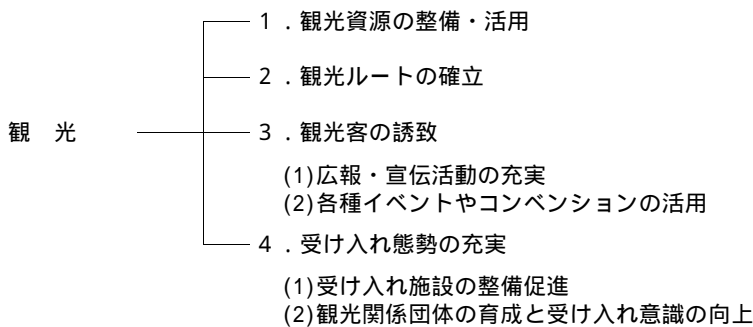 1．観光資源の整備・活用
2．観光ルートの確立
観　光
3．観光客の誘致
(1)広報・宣伝活動の充実
(2)各種イベントやコンベンションの活用
4．受け入れ態勢の充実
(1)受け入れ施設の整備促進
(2)観光関係団体の育成と受け入れ意識の向上